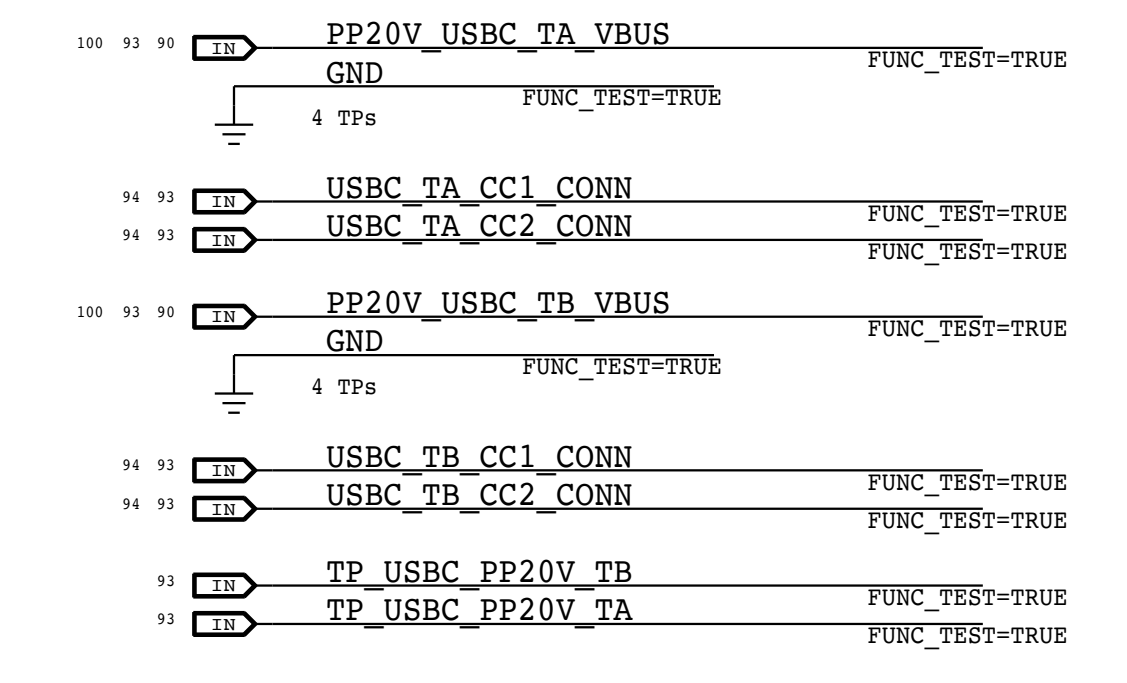 100 93 90 IN PP20V_USBC_TA_VBUS FUNC_TEST=TRUE
GND FUNC_TEST=TRUE
4 TPs
94 93 IN USBC_TA_CC1_CONN FUNC_TEST=TRUE
94 93 IN USBC_TA_CC2_CONN FUNC_TEST=TRUE
100 93 90 IN PP20V_USBC_TB_VBUS FUNC_TEST=TRUE
GND FUNC_TEST=TRUE
4 TPs
94 93 IN USBC_TB_CC1_CONN FUNC_TEST=TRUE
94 93 IN USBC_TB_CC2_CONN FUNC_TEST=TRUE
93 IN TP_USBC_PP20V_TB FUNC_TEST=TRUE
93 IN TP_USBC_PP20V_TA FUNC_TEST=TRUE